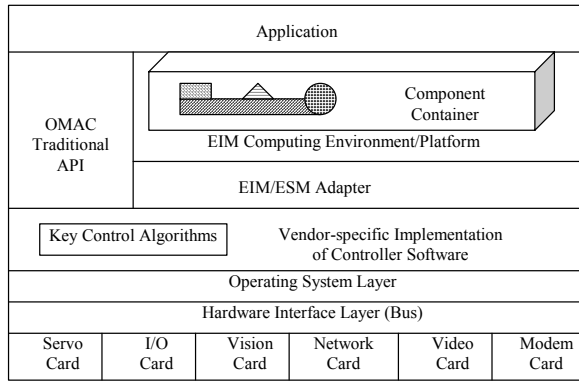 Application
OMAC
Traditional
API
Component
Container
EIM Computing Environment/Platform
EIM/ESM Adapter
Key Control Algorithms
Vendor-specific Implementation
of Controller Software
Operating System Layer
Hardware Interface Layer (Bus)
Servo
Card
I/O
Card
Vision
Card
Network
Card
Video
Card
Modem
Card